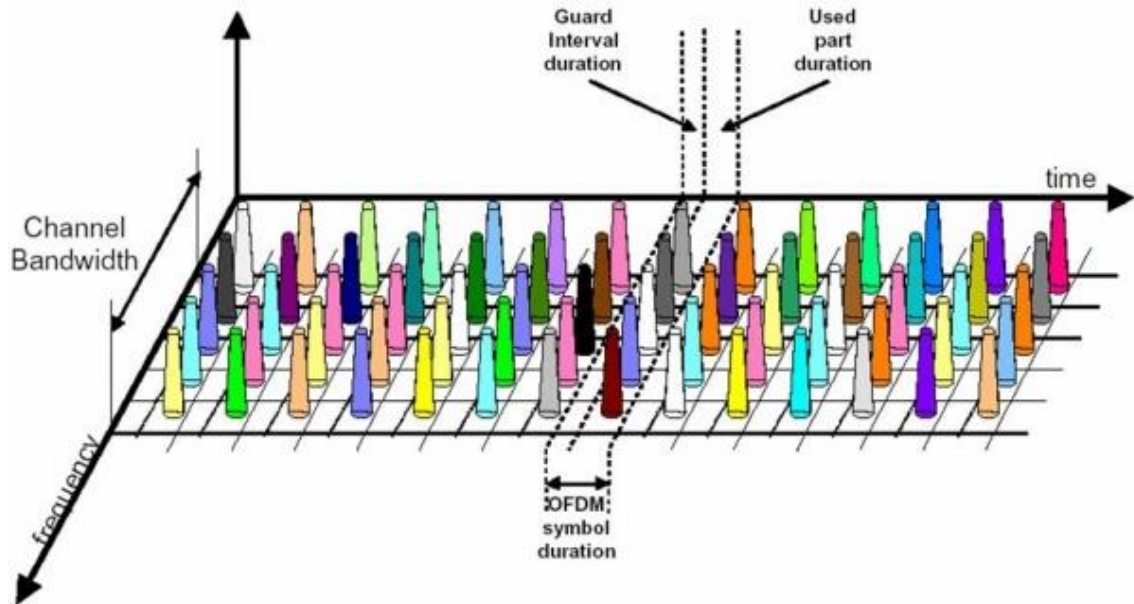 Guard
Interval
duration
Used
part
duration
time
Channel
Bandwidth
frequency
OFDM
symbol
duration